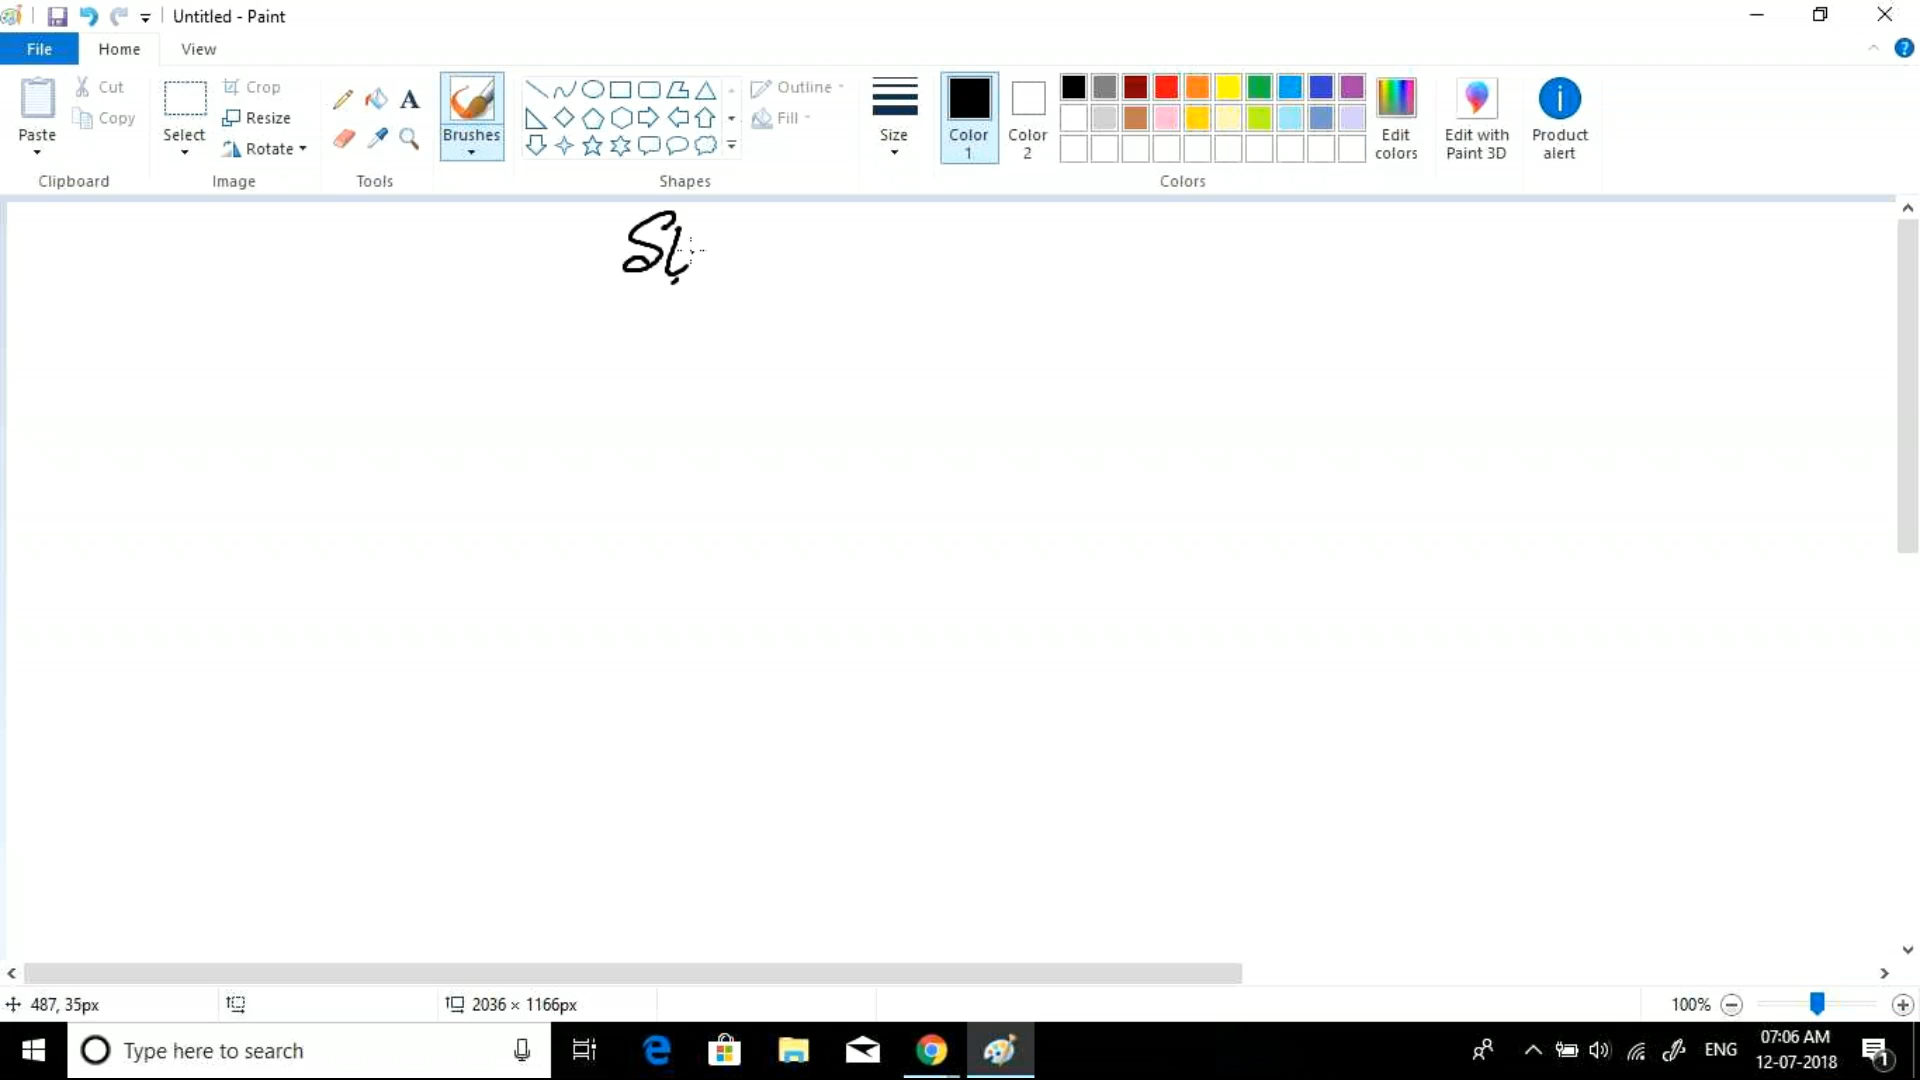 Untitled - Paint
File Home View
Paste Cut Copy Select Crop Resize Rotate Brushes Outline Fill Size Color 1 Color 2 Edit colors Edit with Paint 3D Product alert
Clipboard Image Tools Shapes Colors
487, 35px 2036 × 1166px 100%
Type here to search ENG 07:06 AM
12-07-2018 1